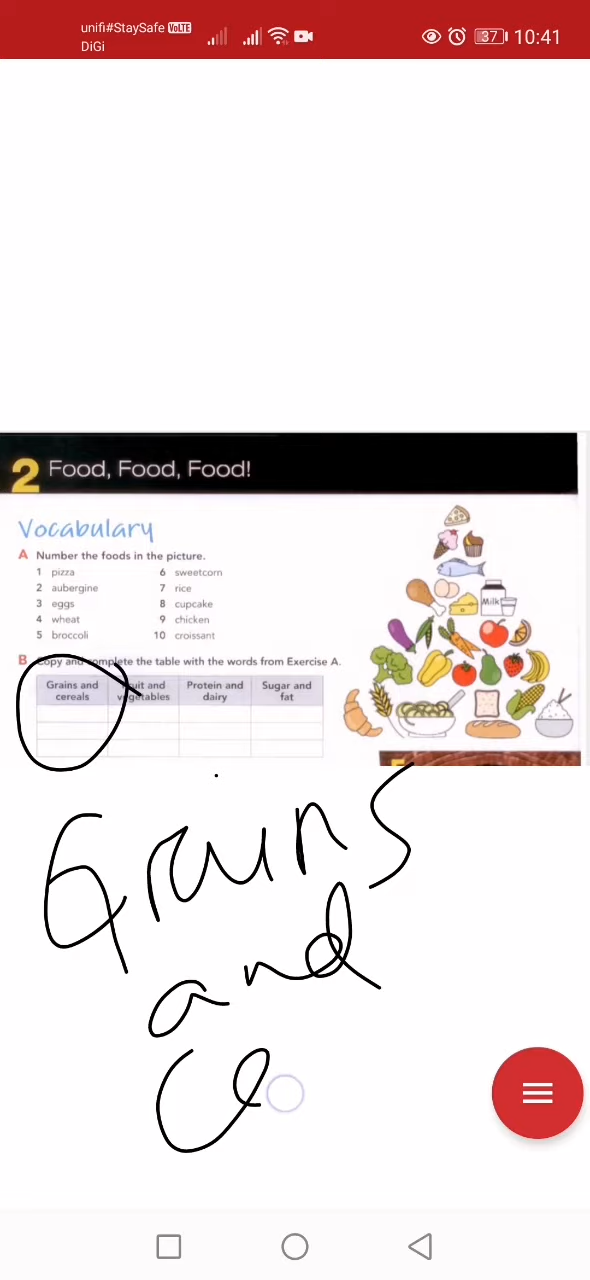 unifi#StaySafe VoLTE
DiGi
37 10:41
2 Food, Food, Food!
Vocabulary
A Number the foods in the picture.
1 pizza
2 aubergine
3 eggs
4 wheat
5 broccoli
6 sweetcorn
7 rice
8 cupcake
9 chicken
10 croissant
B Copy and complete the table with the words from Exercise A.
Grains and cereals
Fruit and vegetables
Protein and dairy
Sugar and fat
Milk
Grains
and
Ce